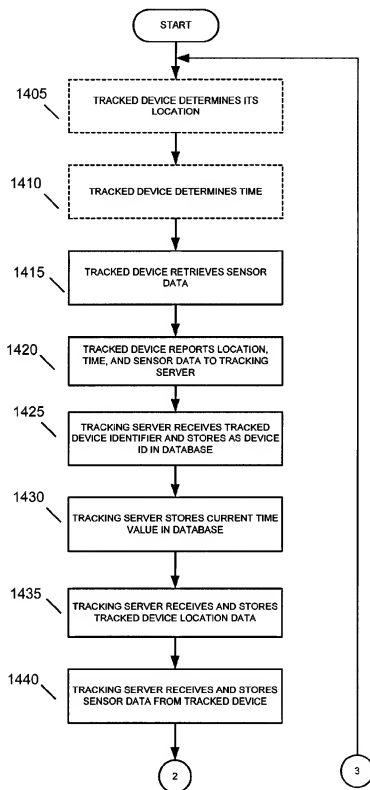 START
1405
TRACKED DEVICE DETERMINES ITS
LOCATION
1410
TRACKED DEVICE DETERMINES TIME
1415
TRACKED DEVICE RETRIEVES SENSOR
DATA
1420
TRACKED DEVICE REPORTS LOCATION,
TIME, AND SENSOR DATA TO TRACKING
SERVER
1425
TRACKING SERVER RECEIVES TRACKED
DEVICE IDENTIFIER AND STORES AS DEVICE
ID IN DATABASE
1430
TRACKING SERVER STORES CURRENT TIME
VALUE IN DATABASE
1435
TRACKING SERVER RECEIVES AND STORES
TRACKED DEVICE LOCATION DATA
1440
TRACKING SERVER RECEIVES AND STORES
SENSOR DATA FROM TRACKED DEVICE
2
3